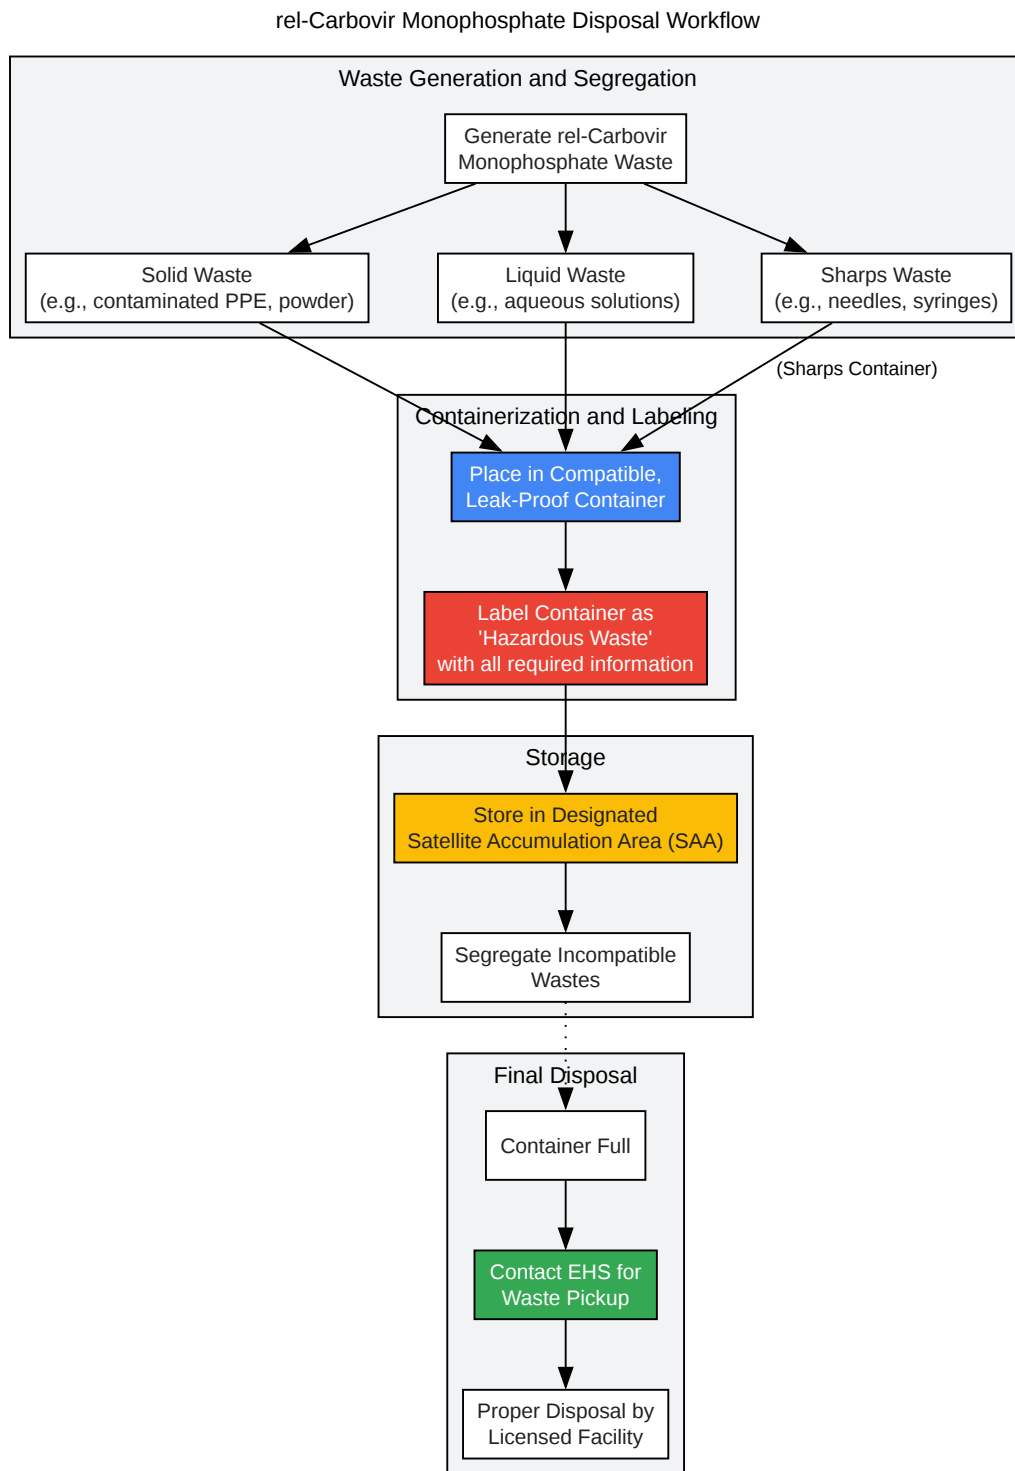 rel-Carbovir Monophosphate Disposal Workflow
Waste Generation and Segregation
Generate rel-Carbovir
Monophosphate Waste
Solid Waste
(e.g., contaminated PPE, powder)
Liquid Waste
(e.g., aqueous solutions)
Sharps Waste
(e.g., needles, syringes)
(Sharps Container)
Containerization and Labeling
Place in Compatible,
Leak-Proof Container
Label Container as
'Hazardous Waste'
with all required information
Storage
Store in Designated
Satellite Accumulation Area (SAA)
Segregate Incompatible
Wastes
Final Disposal
Container Full
Contact EHS for
Waste Pickup
Proper Disposal by
Licensed Facility